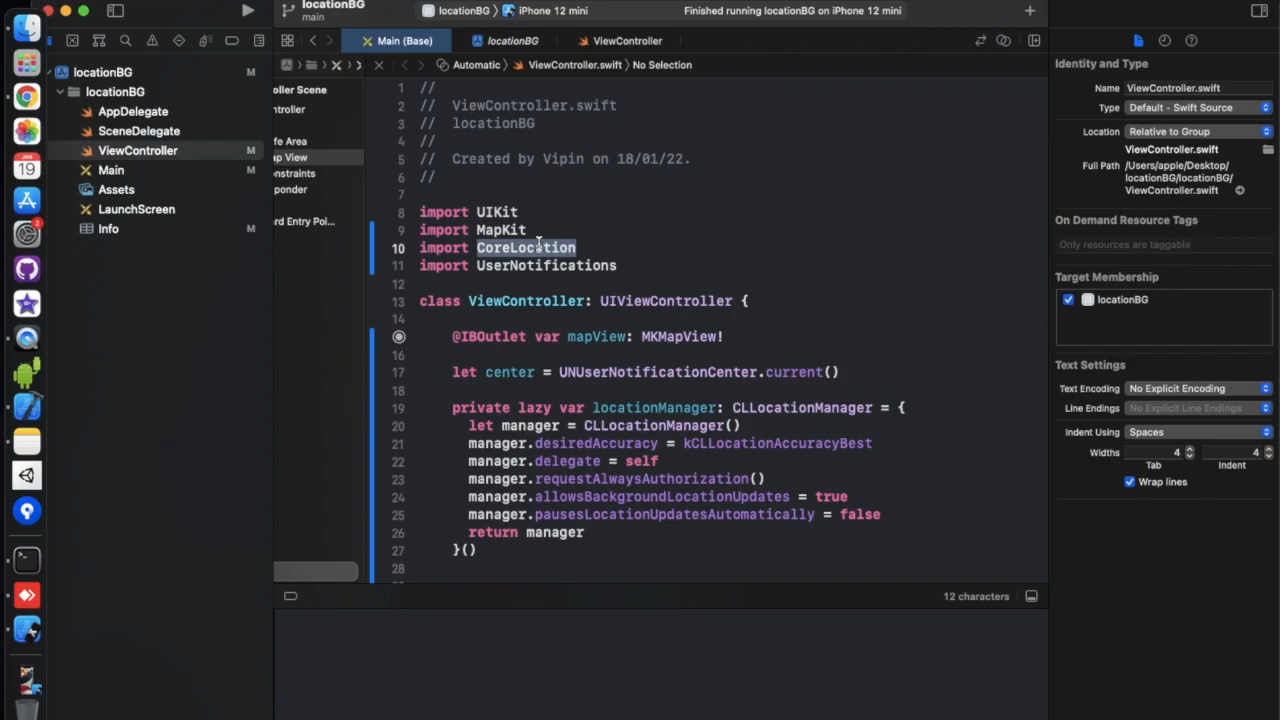 locationBG
main
locationBG 〉 iPhone 12 mini
Finished running locationBG on iPhone 12 mini
Main (Base)
locationBG
ViewController
Automatic 〉 ViewController.swift 〉 No Selection
locationBG M
locationBG
AppDelegate
SceneDelegate
ViewController M
Main M
Assets
LaunchScreen
Info M
JAN
19
2
oller Scene
ntroller
fe Area
ap View
onstraints
ponder
rd Entry Poi...
1 //
2 // ViewController.swift
3 // locationBG
4 //
5 // Created by Vipin on 18/01/22.
6 //
7
8 import UIKit
9 import MapKit
10 import CoreLocation
11 import UserNotifications
12
13 class ViewController: UIViewController {
14
@IBOutlet var mapView: MKMapView!
16
17 let center = UNUserNotificationCenter.current()
18
19 private lazy var locationManager: CLLocationManager = {
20 let manager = CLLocationManager()
21 manager.desiredAccuracy = kCLLocationAccuracyBest
22 manager.delegate = self
23 manager.requestAlwaysAuthorization()
24 manager.allowsBackgroundLocationUpdates = true
25 manager.pausesLocationUpdatesAutomatically = false
26 return manager
27 }()
28
12 characters
Identity and Type
Name ViewController.swift
Type Default - Swift Source
Location Relative to Group
ViewController.swift
Full Path /Users/apple/Desktop/
locationBG/locationBG/
ViewController.swift
On Demand Resource Tags
Only resources are taggable
Target Membership
locationBG
Text Settings
Text Encoding No Explicit Encoding
Line Endings No Explicit Line Endings
Indent Using Spaces
Widths 4 4
Tab Indent
Wrap lines